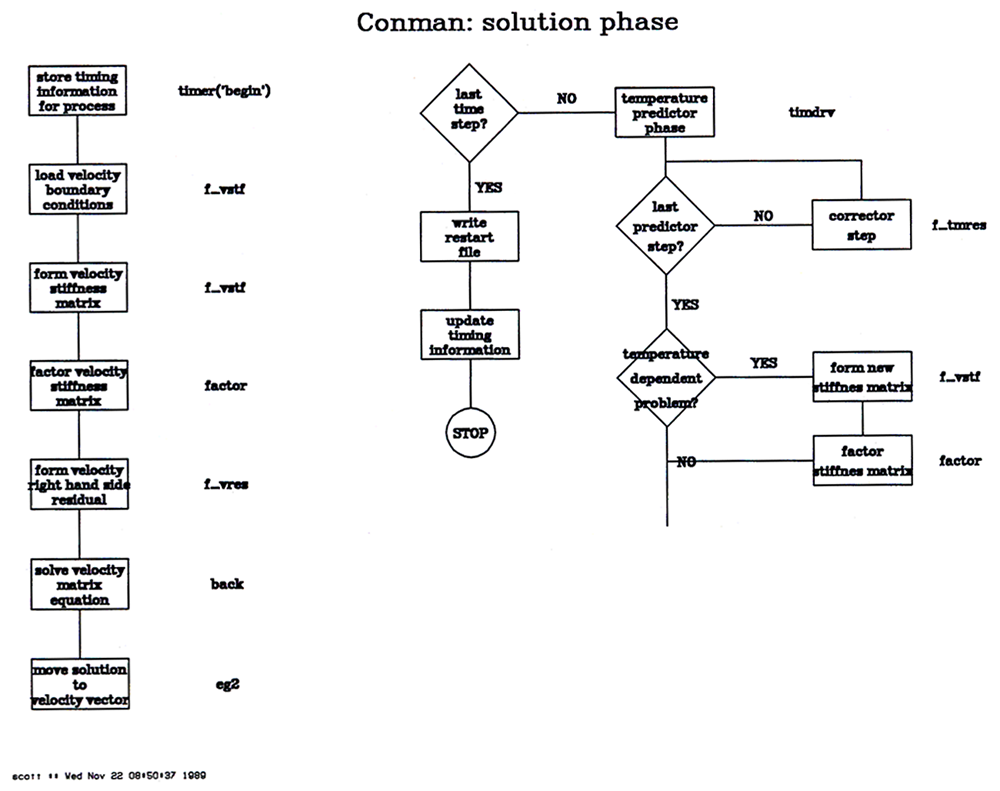 Conman: solution phase
store timing
information
for process
timer('begin')
load velocity
boundary
conditions
f_vstf
form velocity
stiffness
matrix
f_vstf
factor velocity
stiffness
matrix
factor
form velocity
right hand side
residual
f_vres
solve velocity
matrix
equation
back
move solution
to
velocity vector
eg2
last
time
step?
NO
YES
write
restart
file
update
timing
information
STOP
temperature
predictor
phase
timdrv
last
predictor
step?
NO
corrector
step
f_tmres
YES
temperature
dependent
problem?
YES
form new
stiffnes matrix
f_vstf
NO
factor
stiffnes matrix
factor
scott ** Wed Nov 22 08:50:37 1989